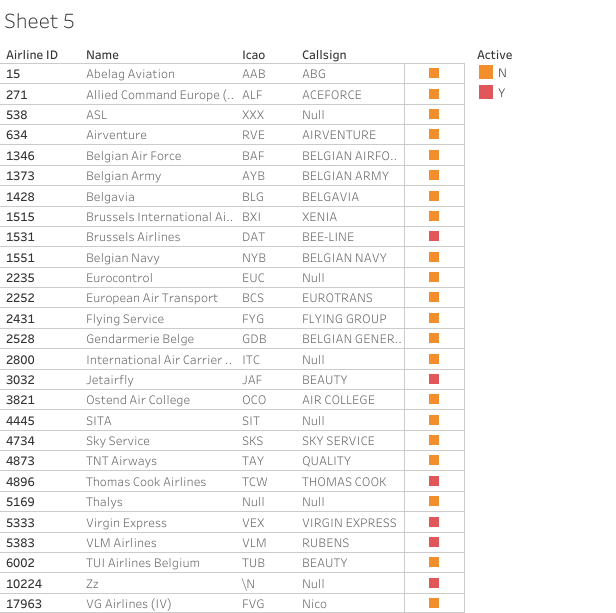 Sheet 5
Airline ID Name Icao Callsign Active
15 Abelag Aviation AAB ABG N
271 Allied Command Europe (.. ALF ACEFORCE Y
538 ASL XXX Null
634 Airventure RVE AIRVENTURE
1346 Belgian Air Force BAF BELGIAN AIRFO..
1373 Belgian Army AYB BELGIAN ARMY
1428 Belgavia BLG BELGAVIA
1515 Brussels International Ai.. BXI XENIA
1531 Brussels Airlines DAT BEE-LINE
1551 Belgian Navy NYB BELGIAN NAVY
2235 Eurocontrol EUC Null
2252 European Air Transport BCS EUROTRANS
2431 Flying Service FYG FLYING GROUP
2528 Gendarmerie Belge GDB BELGIAN GENER..
2800 International Air Carrier .. ITC Null
3032 Jetairfly JAF BEAUTY
3821 Ostend Air College OCO AIR COLLEGE
4445 SITA SIT Null
4734 Sky Service SKS SKY SERVICE
4873 TNT Airways TAY QUALITY
4896 Thomas Cook Airlines TCW THOMAS COOK
5169 Thalys Null Null
5333 Virgin Express VEX VIRGIN EXPRESS
5383 VLM Airlines VLM RUBENS
6002 TUI Airlines Belgium TUB BEAUTY
10224 Zz \N Null
17963 VG Airlines (IV) FVG Nico